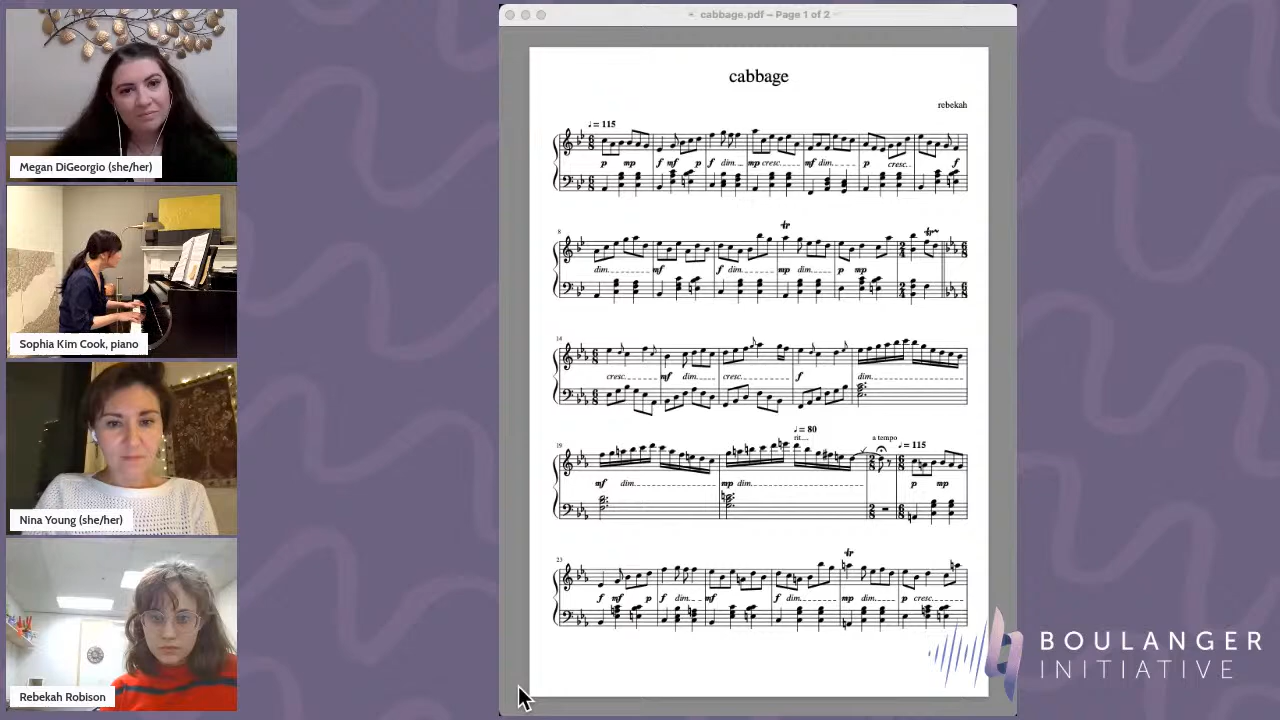 Megan DiGeorgio (she/her)
Sophia Kim Cook, piano
Nina Young (she/her)
Rebekah Robison
cabbage.pdf – Page 1 of 2
cabbage
rebekah
♩ = 115
p mp f mf p f dim. mp cresc. mf dim. p cresc. f
8
tr tr
dim. mf f dim. mp dim. p mp
14
cresc. mf dim. cresc. f dim.
19
♩ = 80
rit. a tempo ♩ = 115
mf dim. mp dim. p mp
23
tr
f mf p f dim. mf f dim. mp dim. p cresc.
BOULANGER
INITIATIVE